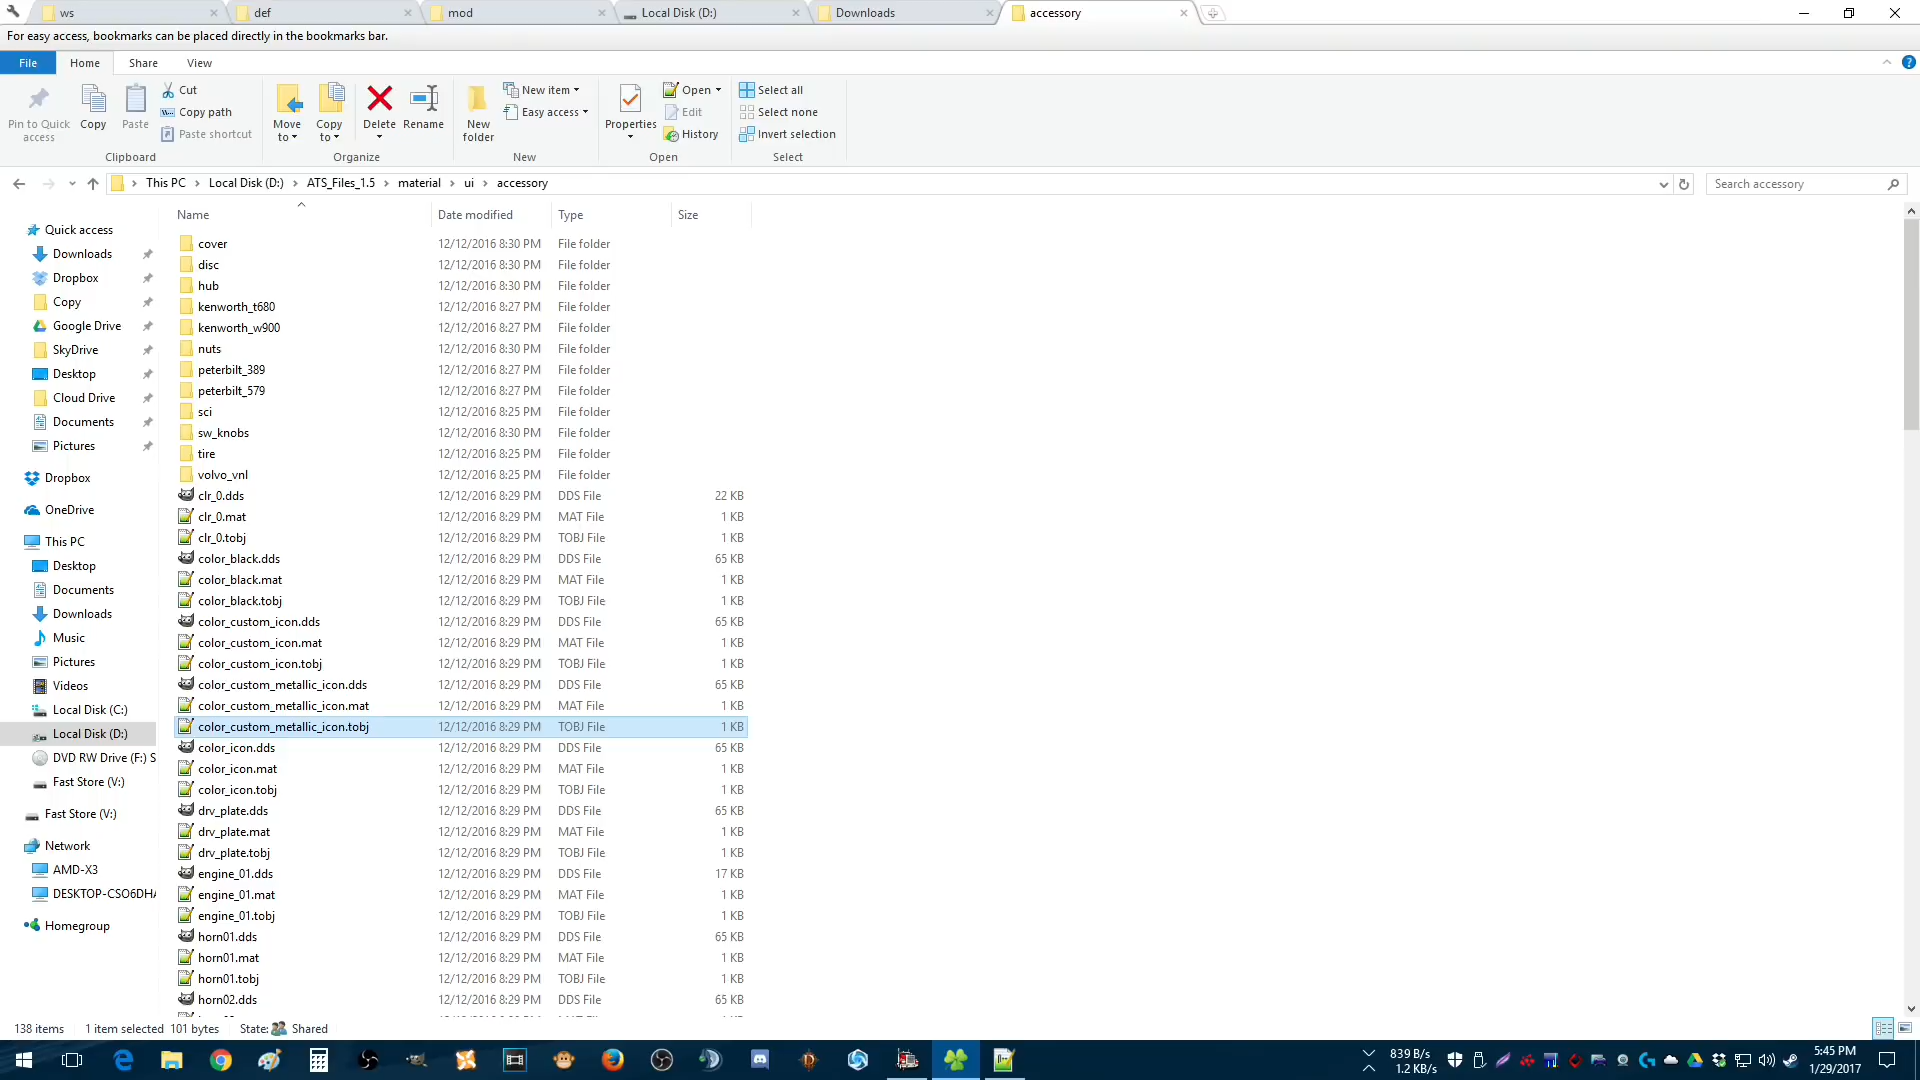 ws
def
mod
Local Disk (D:)
Downloads
accessory
For easy access, bookmarks can be placed directly in the bookmarks bar.
File
Home
Share
View
Pin to Quick access
Copy
Paste
Cut
Copy path
Paste shortcut
Clipboard
Move to
Copy to
Delete
Rename
Organize
New folder
New item
Easy access
New
Properties
Open
Edit
History
Open
Select all
Select none
Invert selection
Select
This PC > Local Disk (D:) > ATS_Files_1.5 > material > ui > accessory
Search accessory
Quick access
Downloads
Dropbox
Copy
Google Drive
SkyDrive
Desktop
Cloud Drive
Documents
Pictures
Dropbox
OneDrive
This PC
Desktop
Documents
Downloads
Music
Pictures
Videos
Local Disk (C:)
Local Disk (D:)
DVD RW Drive (F:) S
Fast Store (V:)
Fast Store (V:)
Network
AMD-X3
DESKTOP-CSO6DHA
Homegroup
Name Date modified Type Size
cover 12/12/2016 8:30 PM File folder
disc 12/12/2016 8:30 PM File folder
hub 12/12/2016 8:30 PM File folder
kenworth_t680 12/12/2016 8:27 PM File folder
kenworth_w900 12/12/2016 8:27 PM File folder
nuts 12/12/2016 8:30 PM File folder
peterbilt_389 12/12/2016 8:27 PM File folder
peterbilt_579 12/12/2016 8:27 PM File folder
sci 12/12/2016 8:25 PM File folder
sw_knobs 12/12/2016 8:30 PM File folder
tire 12/12/2016 8:25 PM File folder
volvo_vnl 12/12/2016 8:25 PM File folder
clr_0.dds 12/12/2016 8:29 PM DDS File 22 KB
clr_0.mat 12/12/2016 8:29 PM MAT File 1 KB
clr_0.tobj 12/12/2016 8:29 PM TOBJ File 1 KB
color_black.dds 12/12/2016 8:29 PM DDS File 65 KB
color_black.mat 12/12/2016 8:29 PM MAT File 1 KB
color_black.tobj 12/12/2016 8:29 PM TOBJ File 1 KB
color_custom_icon.dds 12/12/2016 8:29 PM DDS File 65 KB
color_custom_icon.mat 12/12/2016 8:29 PM MAT File 1 KB
color_custom_icon.tobj 12/12/2016 8:29 PM TOBJ File 1 KB
color_custom_metallic_icon.dds 12/12/2016 8:29 PM DDS File 65 KB
color_custom_metallic_icon.mat 12/12/2016 8:29 PM MAT File 1 KB
color_custom_metallic_icon.tobj 12/12/2016 8:29 PM TOBJ File 1 KB
color_icon.dds 12/12/2016 8:29 PM DDS File 65 KB
color_icon.mat 12/12/2016 8:29 PM MAT File 1 KB
color_icon.tobj 12/12/2016 8:29 PM TOBJ File 1 KB
drv_plate.dds 12/12/2016 8:29 PM DDS File 65 KB
drv_plate.mat 12/12/2016 8:29 PM MAT File 1 KB
drv_plate.tobj 12/12/2016 8:29 PM TOBJ File 1 KB
engine_01.dds 12/12/2016 8:29 PM DDS File 17 KB
engine_01.mat 12/12/2016 8:29 PM MAT File 1 KB
engine_01.tobj 12/12/2016 8:29 PM TOBJ File 1 KB
horn01.dds 12/12/2016 8:29 PM DDS File 65 KB
horn01.mat 12/12/2016 8:29 PM MAT File 1 KB
horn01.tobj 12/12/2016 8:29 PM TOBJ File 1 KB
horn02.dds 12/12/2016 8:29 PM DDS File 65 KB
138 items 1 item selected 101 bytes State: Shared
839 B/s
1.2 KB/s
5:45 PM
1/29/2017